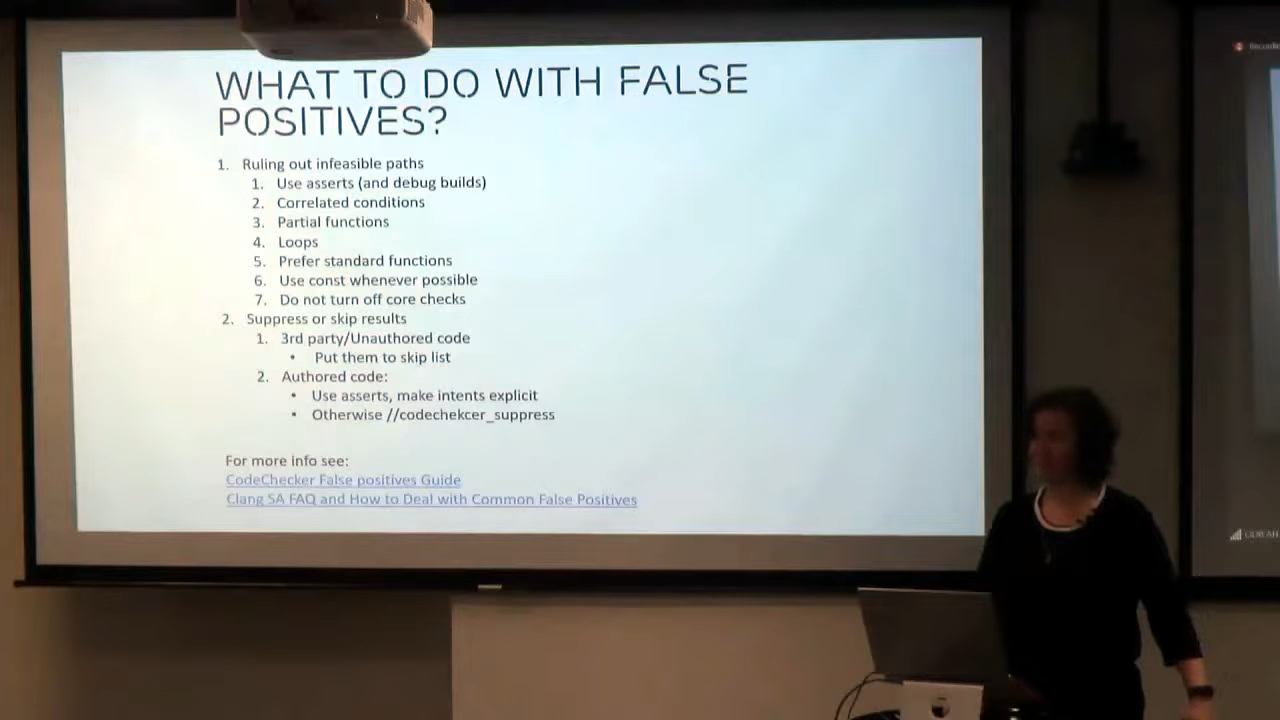 WHAT TO DO WITH FALSE
POSITIVES?
1. Ruling out infeasible paths
1. Use asserts (and debug builds)
2. Correlated conditions
3. Partial functions
4. Loops
5. Prefer standard functions
6. Use const whenever possible
7. Do not turn off core checks
2. Suppress or skip results
1. 3rd party/Unauthored code
• Put them to skip list
2. Authored code:
• Use asserts, make intents explicit
• Otherwise //codechekcer_suppress
For more info see:
CodeChecker False positives Guide
Clang SA FAQ and How to Deal with Common False Positives